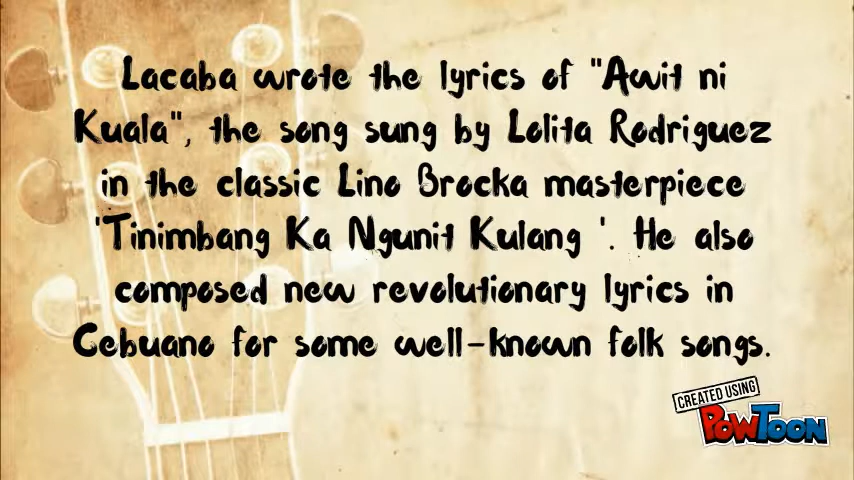 Lacaba wrote the lyrics of "Awit ni
Kuala", the song sung by Lolita Rodriguez
in the classic Lino Brocka masterpiece
'Tinimbang Ka Ngunit Kulang '. He also
composed new revolutionary lyrics in
Cebuano for some well-known folk songs.
CREATED USING
POWTOON